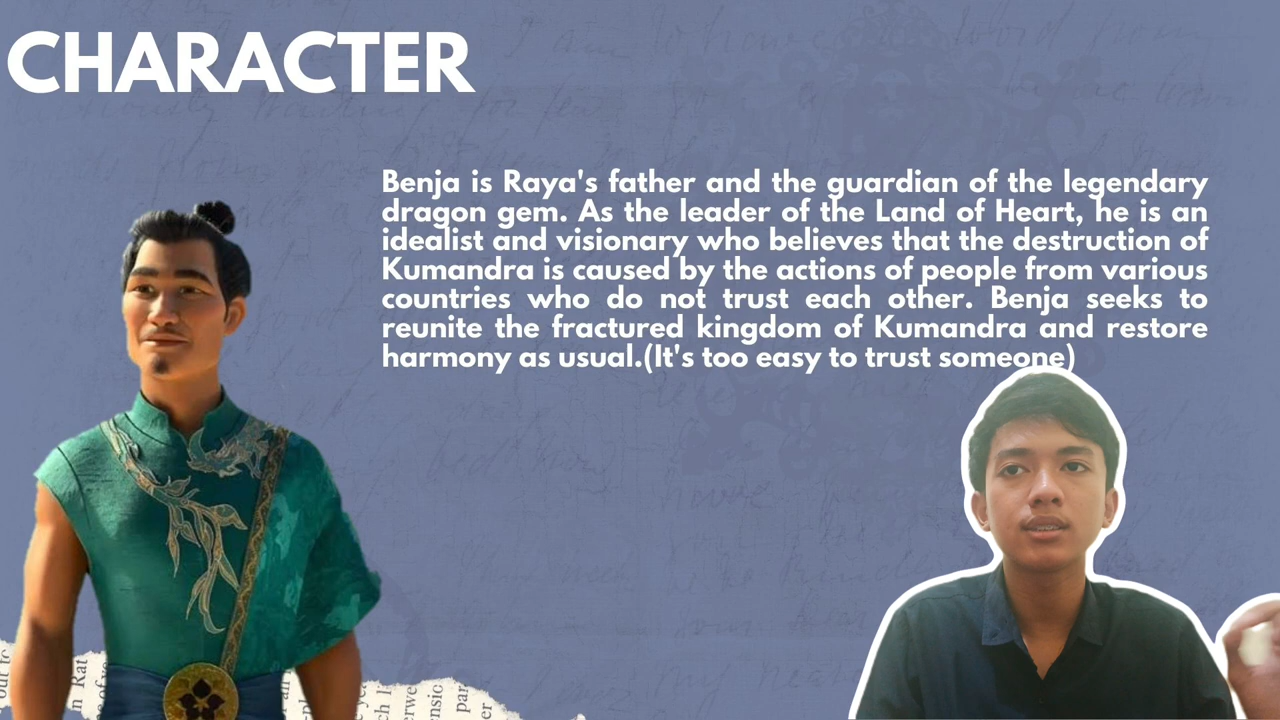 CHARACTER
Benja is Raya's father and the guardian of the legendary
dragon gem. As the leader of the Land of Heart, he is an
idealist and visionary who believes that the destruction of
Kumandra is caused by the actions of people from various
countries who do not trust each other. Benja seeks to
reunite the fractured kingdom of Kumandra and restore
harmony as usual.(It's too easy to trust someone)